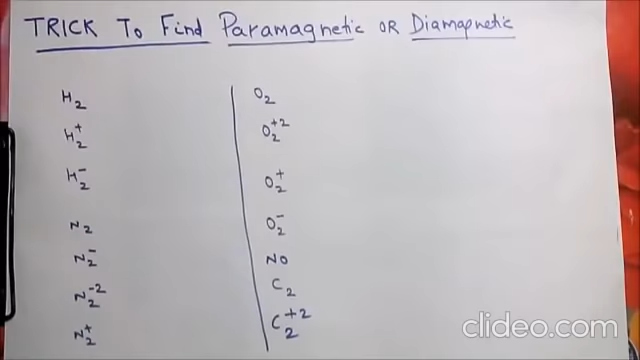 TRICK To Find Paramagnetic OR Diamagnetic
H2
H2+
H2-
N2
N2-
N2-2
N2+
O2
O2+2
O2+
O2-
NO
C2
C2+2
clideo.com